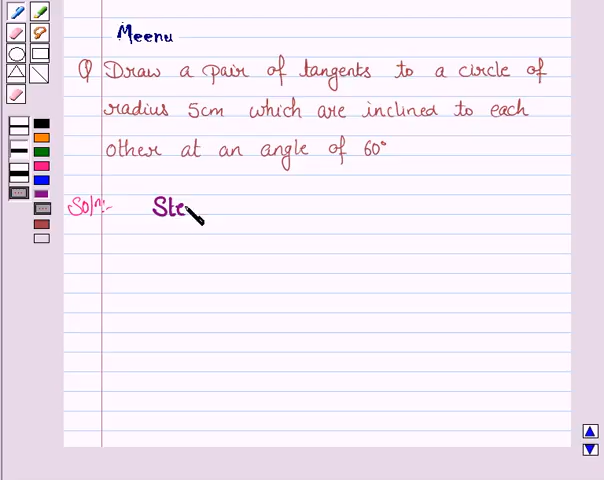 Meenu
Q Draw a pair of tangents to a circle of
radius 5cm which are inclined to each
other at an angle of 60°
Soln:- Ste